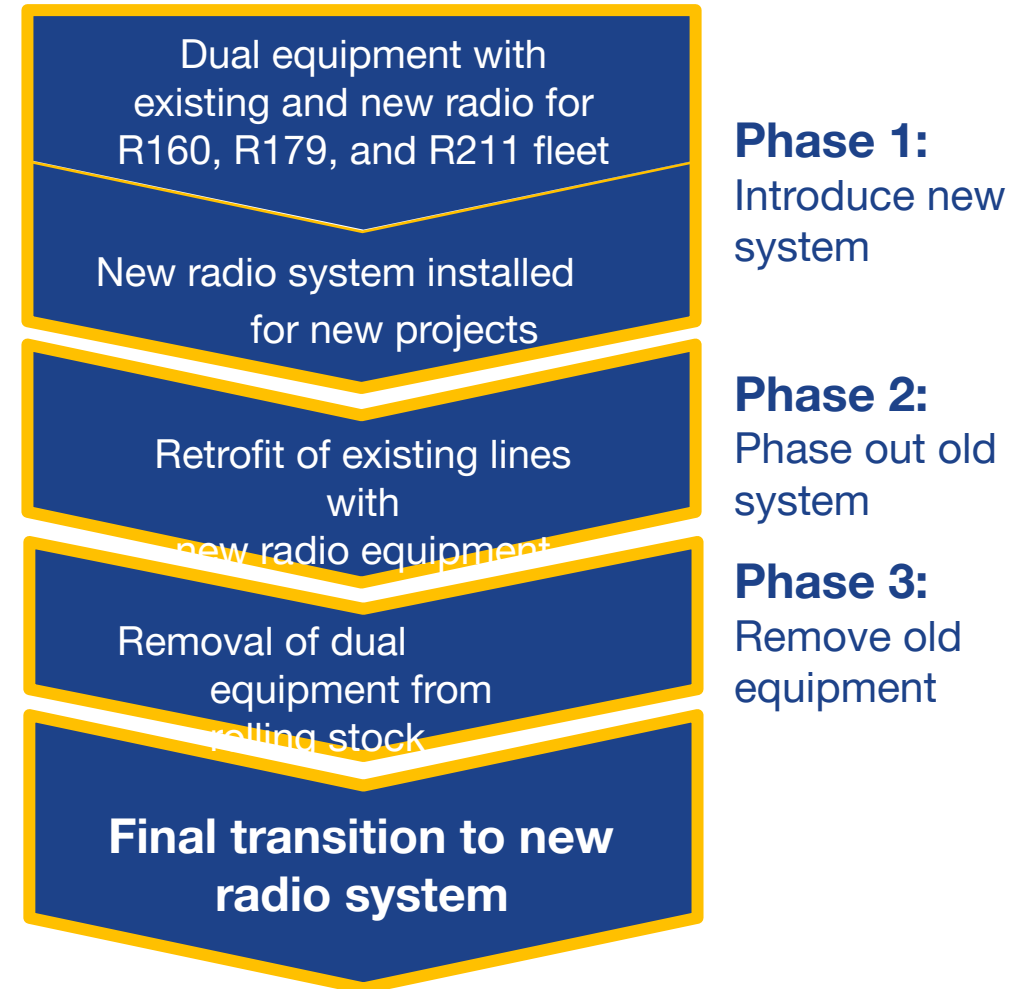 Dual equipment with
existing and new radio for
R160, R179, and R211 fleet
New radio system installed
for new projects
Phase 1:
Introduce new
system
Retrofit of existing lines
with
new radio equipment
Phase 2:
Phase out old
system
Removal of dual
equipment from
rolling stock
Phase 3:
Remove old
equipment
Final transition to new
radio system